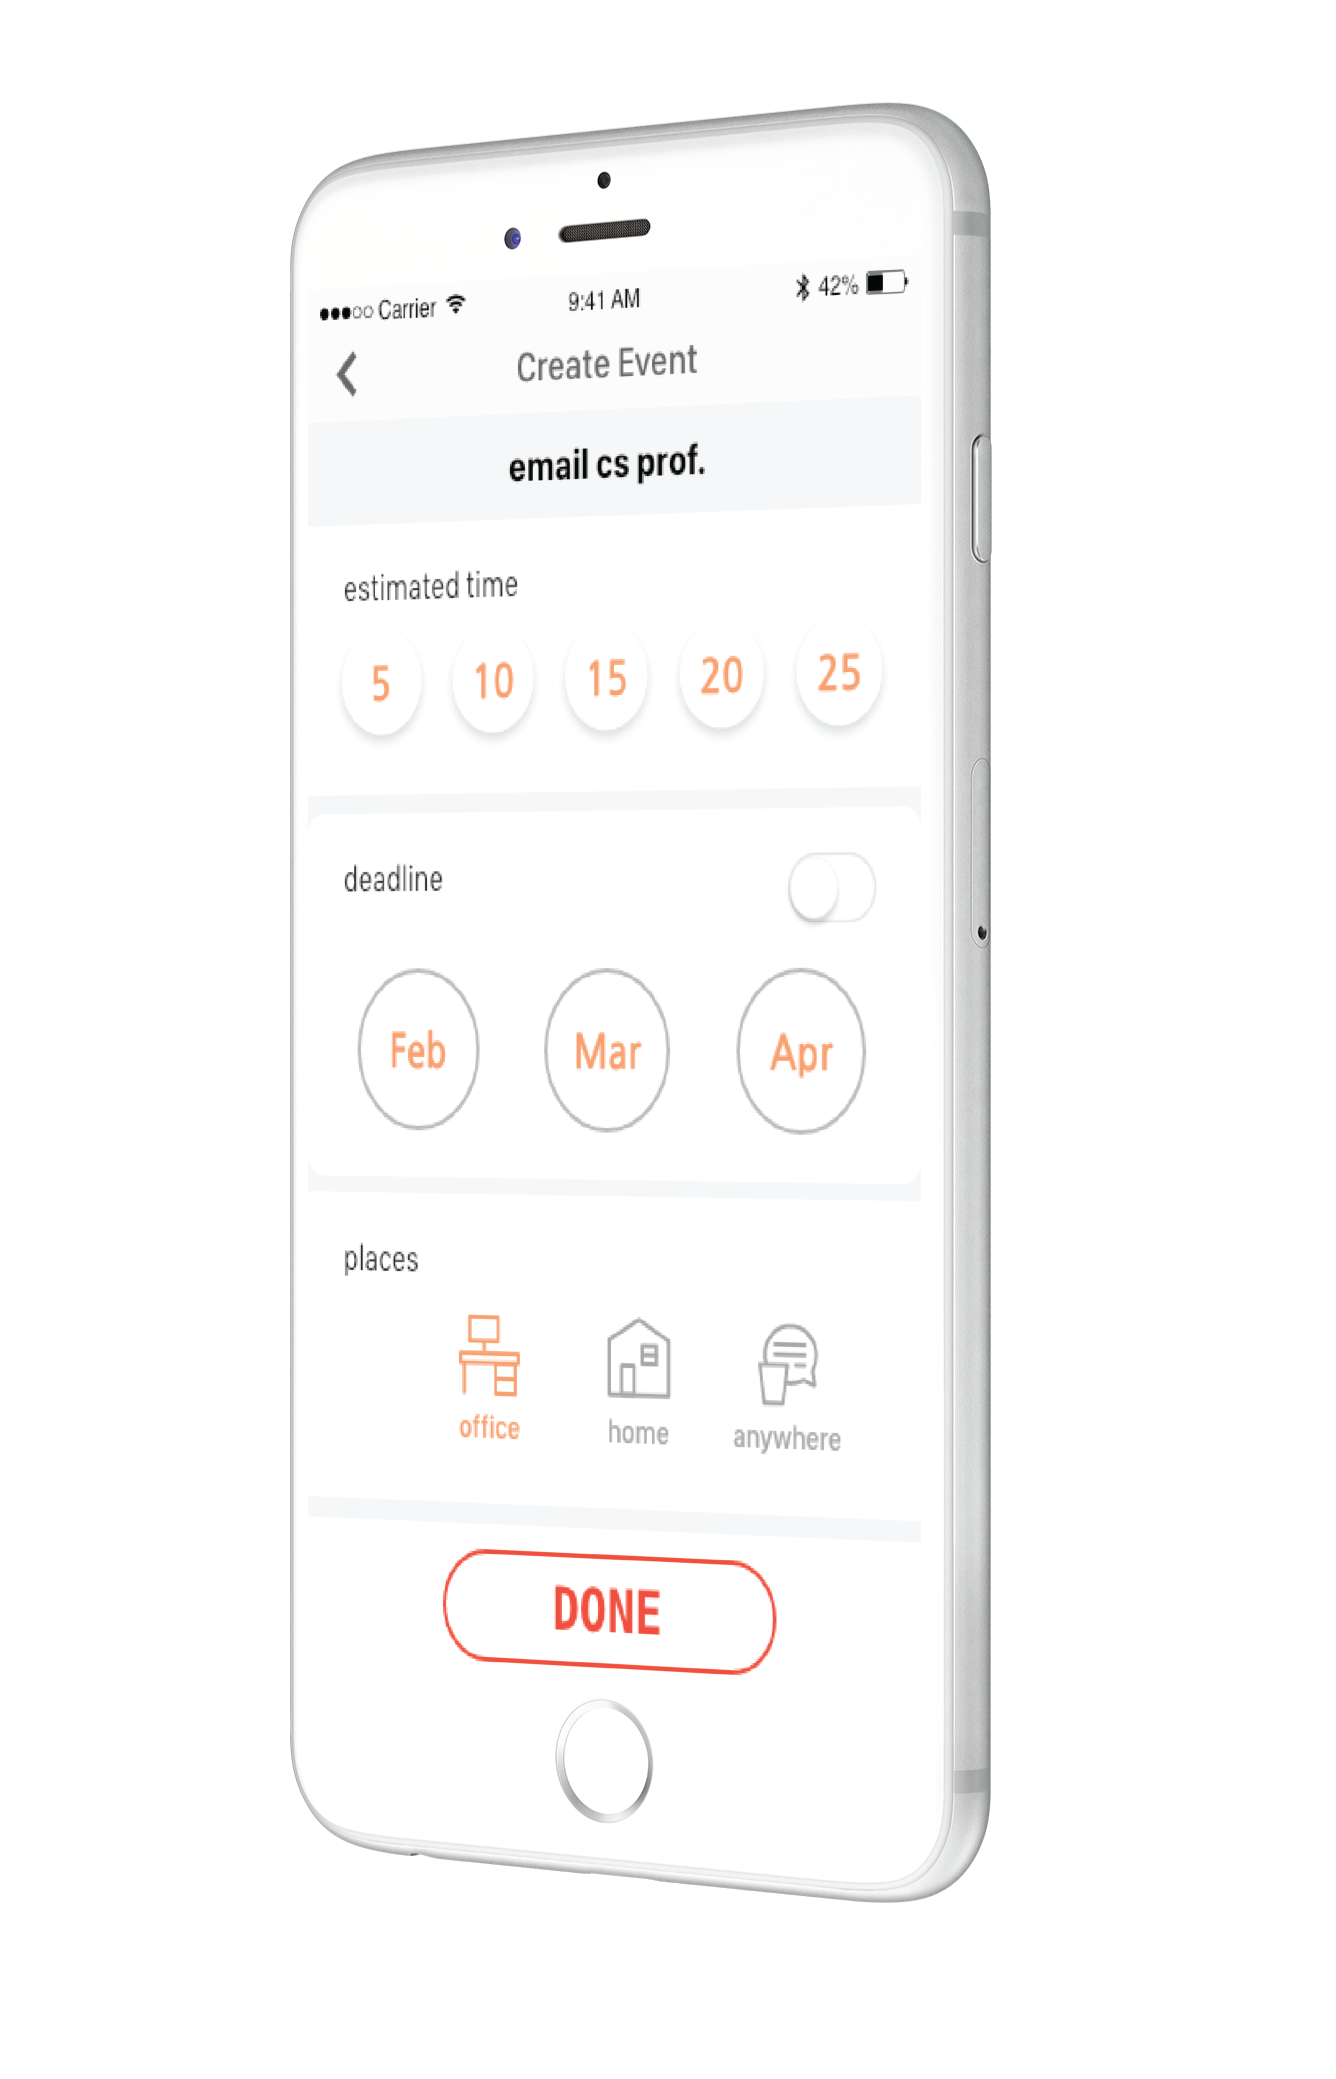 Carrier 9:41 AM 42%
Create Event
email cs prof.
estimated time
5 10 15 20 25
deadline
Feb Mar Apr
places
office home anywhere
DONE